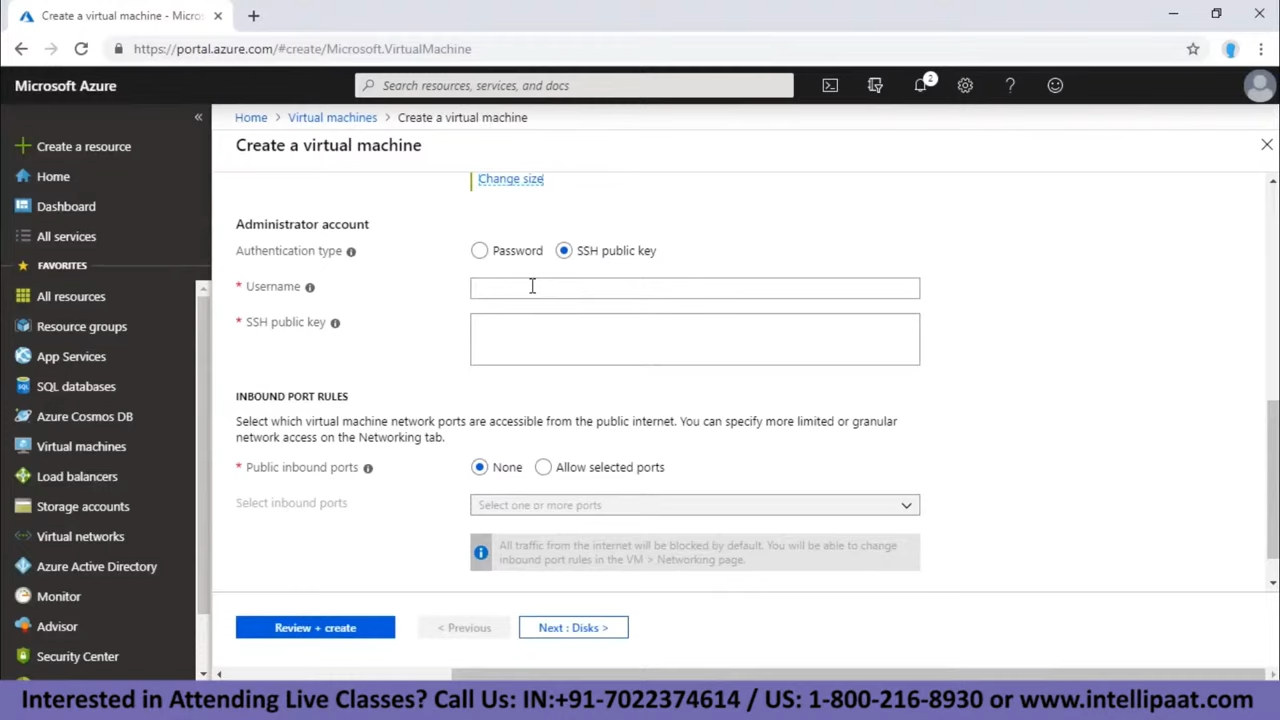 Create a virtual machine - Micros
https://portal.azure.com/#create/Microsoft.VirtualMachine
Microsoft Azure
Search resources, services, and docs
2
«
Home > Virtual machines > Create a virtual machine
Create a virtual machine
Create a resource
Home
Dashboard
All services
FAVORITES
All resources
Resource groups
App Services
SQL databases
Azure Cosmos DB
Virtual machines
Load balancers
Storage accounts
Virtual networks
Azure Active Directory
Monitor
Advisor
Security Center
Change size
Administrator account
Authentication type Password SSH public key
* Username
* SSH public key
INBOUND PORT RULES
Select which virtual machine network ports are accessible from the public internet. You can specify more limited or granular
network access on the Networking tab.
* Public inbound ports None Allow selected ports
Select inbound ports Select one or more ports
All traffic from the internet will be blocked by default. You will be able to change
inbound port rules in the VM > Networking page.
Review + create < Previous Next : Disks >
Interested in Attending Live Classes? Call Us: IN:+91-7022374614 / US: 1-800-216-8930 or www.intellipaat.com